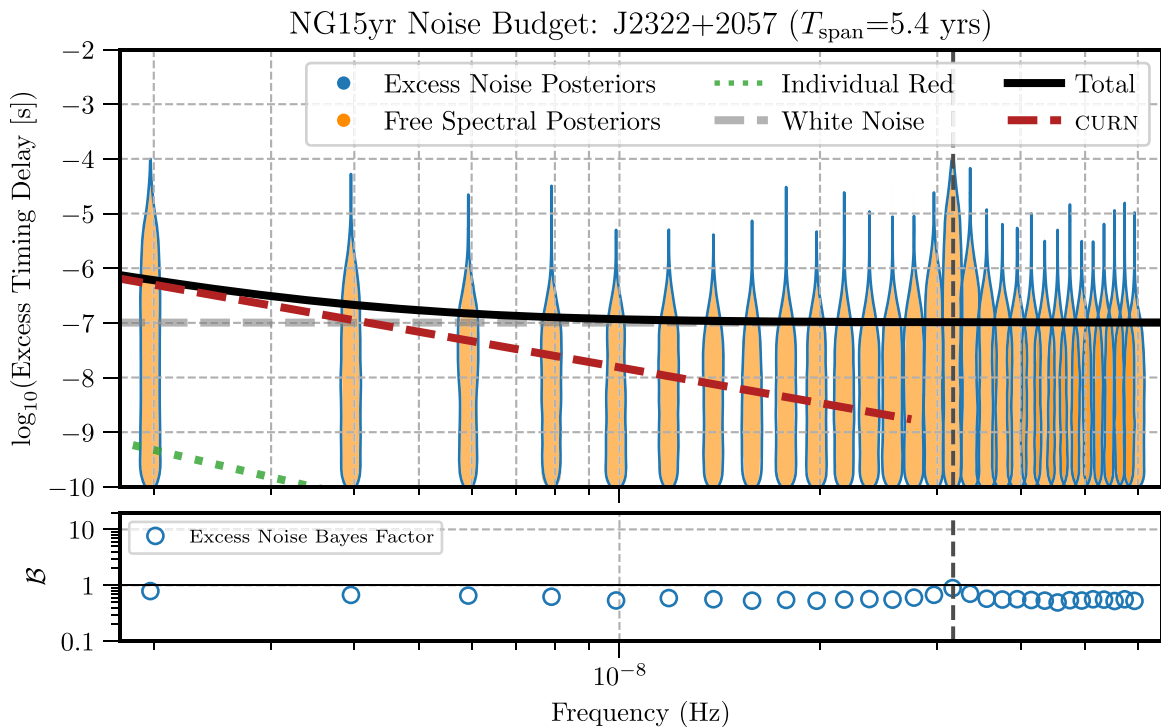 NG15yr Noise Budget: J2322+2057 (T_span=5.4 yrs)
Excess Noise Posteriors
Free Spectral Posteriors
Individual Red
White Noise
Total
CURN
log₁₀(Excess Timing Delay [s])
−2
−3
−4
−5
−6
−7
−8
−9
−10
Excess Noise Bayes Factor
ℬ
10
1
0.1
10⁻⁸
Frequency (Hz)